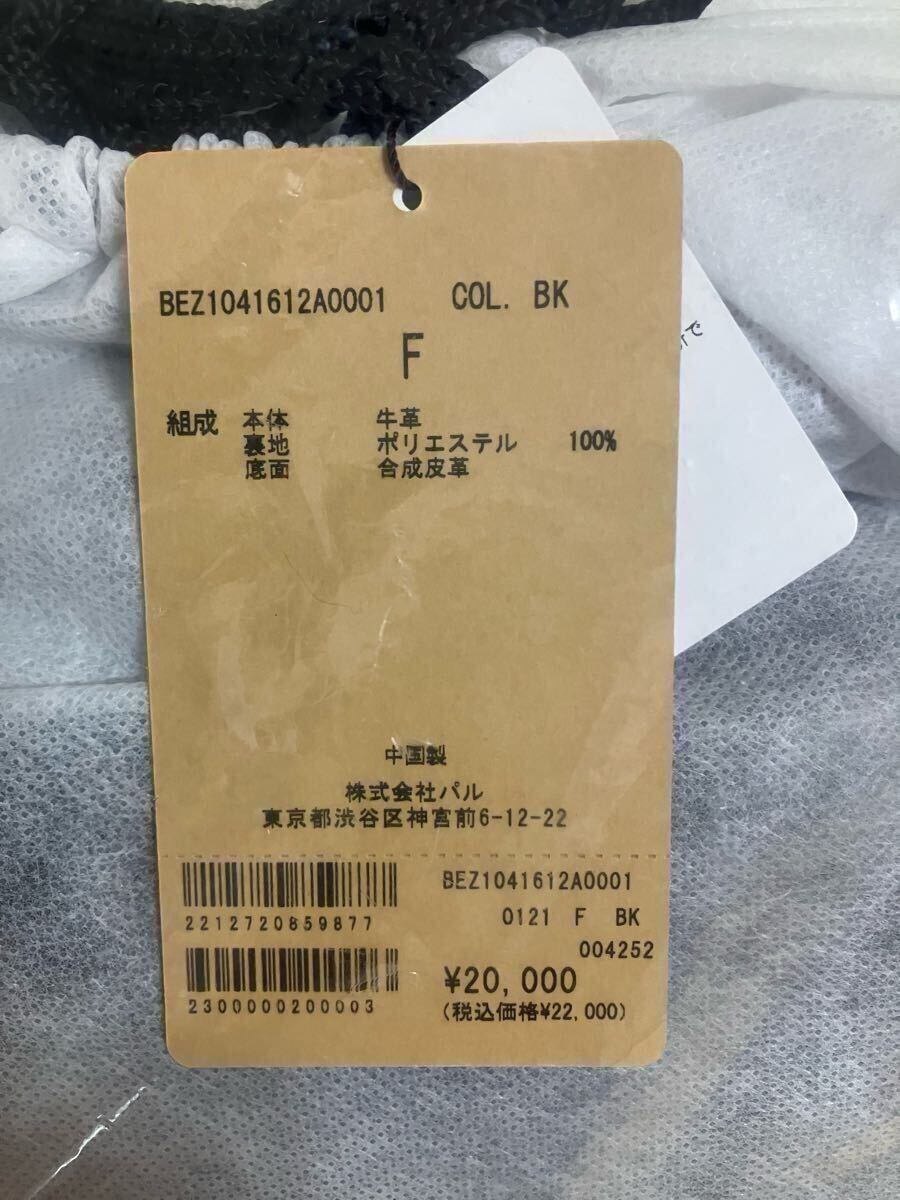 BEZ1041612A0001 COL. BK
F
組成 本体 牛革
裏地 ポリエステル 100%
底面 合成皮革
中国製
株式会社パル
東京都渋谷区神宮前6-12-22
BEZ1041612A0001
2212720859877
0121 F BK
004252
¥20,000
2300000200003
(税込価格¥22,000)
で